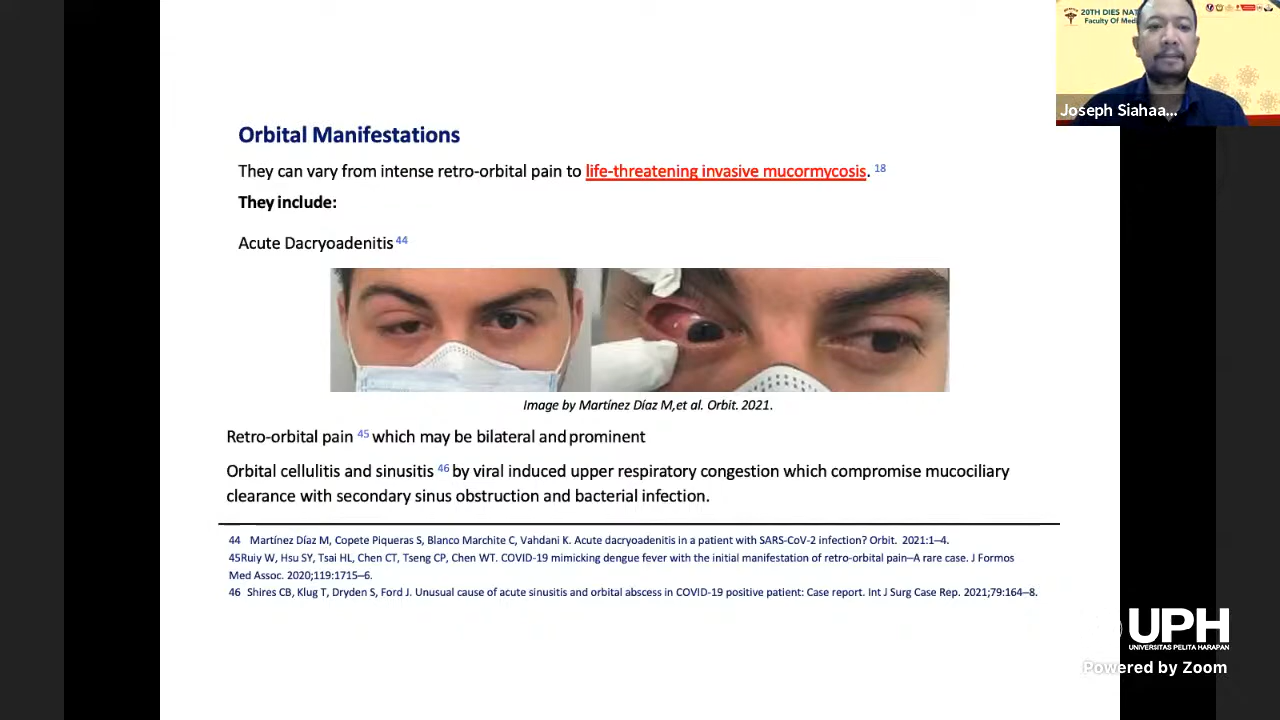 20TH DIES NAT
Faculty Of Medi
Joseph Siahaa...
Orbital Manifestations
They can vary from intense retro-orbital pain to life-threatening invasive mucormycosis. 18
They include:
Acute Dacryoadenitis 44
Image by Martínez Díaz M,et al. Orbit. 2021.
Retro-orbital pain 45 which may be bilateral and prominent
Orbital cellulitis and sinusitis 46 by viral induced upper respiratory congestion which compromise mucociliary
clearance with secondary sinus obstruction and bacterial infection.
44 Martínez Díaz M, Copete Piqueras S, Blanco Marchite C, Vahdani K. Acute dacryoadenitis in a patient with SARS-CoV-2 infection? Orbit. 2021:1–4.
45Ruiy W, Hsu SY, Tsai HL, Chen CT, Tseng CP, Chen WT. COVID-19 mimicking dengue fever with the initial manifestation of retro-orbital pain–A rare case. J Formos
Med Assoc. 2020;119:1715–6.
46 Shires CB, Klug T, Dryden S, Ford J. Unusual cause of acute sinusitis and orbital abscess in COVID-19 positive patient: Case report. Int J Surg Case Rep. 2021;79:164–8.
UPH
UNIVERSITAS PELITA HARAPAN
Powered by Zoom